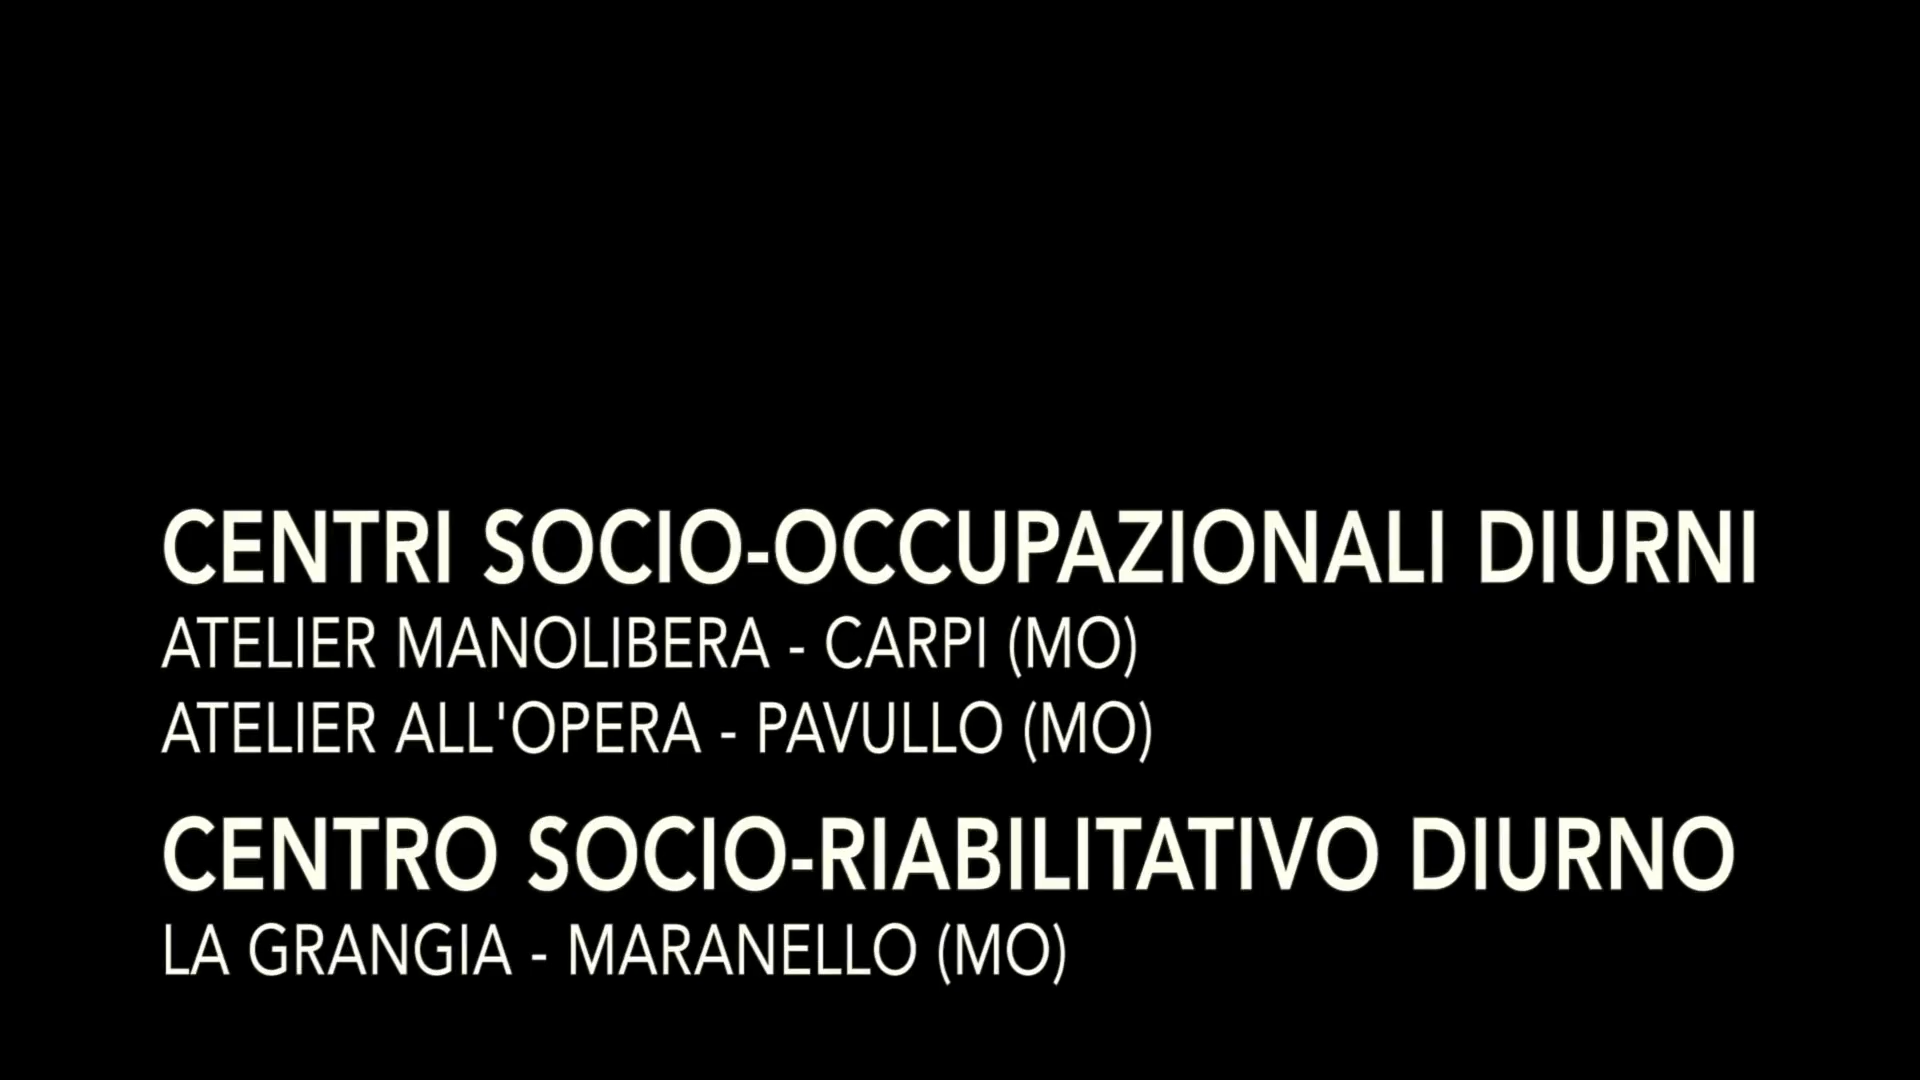 CENTRI SOCIO-OCCUPAZIONALI DIURNI
ATELIER MANOLIBERA - CARPI (MO)
ATELIER ALL'OPERA - PAVULLO (MO)
CENTRO SOCIO-RIABILITATIVO DIURNO
LA GRANGIA - MARANELLO (MO)